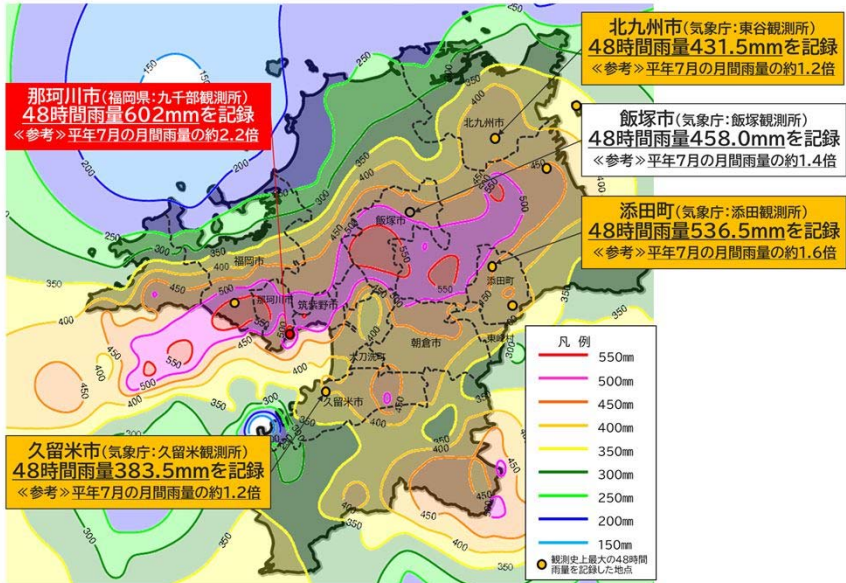 北九州市(気象庁:東谷観測所)
48時間雨量431.5mmを記録
≪参考≫平年7月の月間雨量の約1.2倍
那珂川市(福岡県:九千部観測所)
48時間雨量602mmを記録
≪参考≫平年7月の月間雨量の約2.2倍
飯塚市(気象庁:飯塚観測所)
48時間雨量458.0mmを記録
≪参考≫平年7月の月間雨量の約1.4倍
添田町(気象庁:添田観測所)
48時間雨量536.5mmを記録
≪参考≫平年7月の月間雨量の約1.6倍
久留米市(気象庁:久留米観測所)
48時間雨量383.5mmを記録
≪参考≫平年7月の月間雨量の約1.2倍
北九州市
飯塚市
福岡市
那珂川市
筑紫野市
添田町
朝倉市
東峰村
大刀洗町
久留米市
凡例
550㎜
500㎜
450㎜
400㎜
350㎜
300㎜
250㎜
200㎜
150㎜
観測史上最大の48時間
雨量を記録した地点